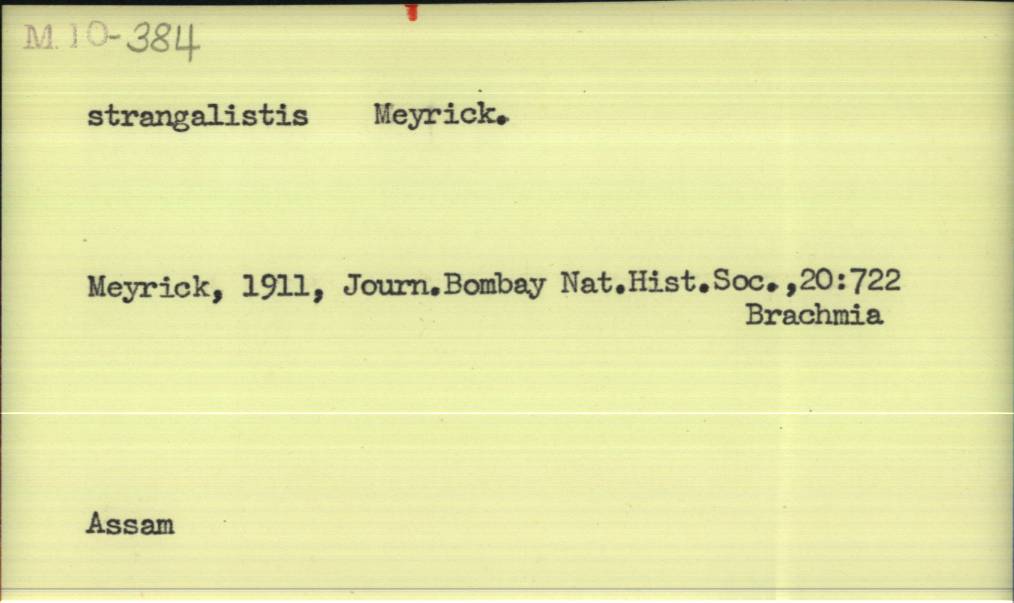 M.10-384
strangalistis Meyrick.
Meyrick, 1911, Journ.Bombay Nat.Hist.Soc.,20:722
Brachmia
Assam